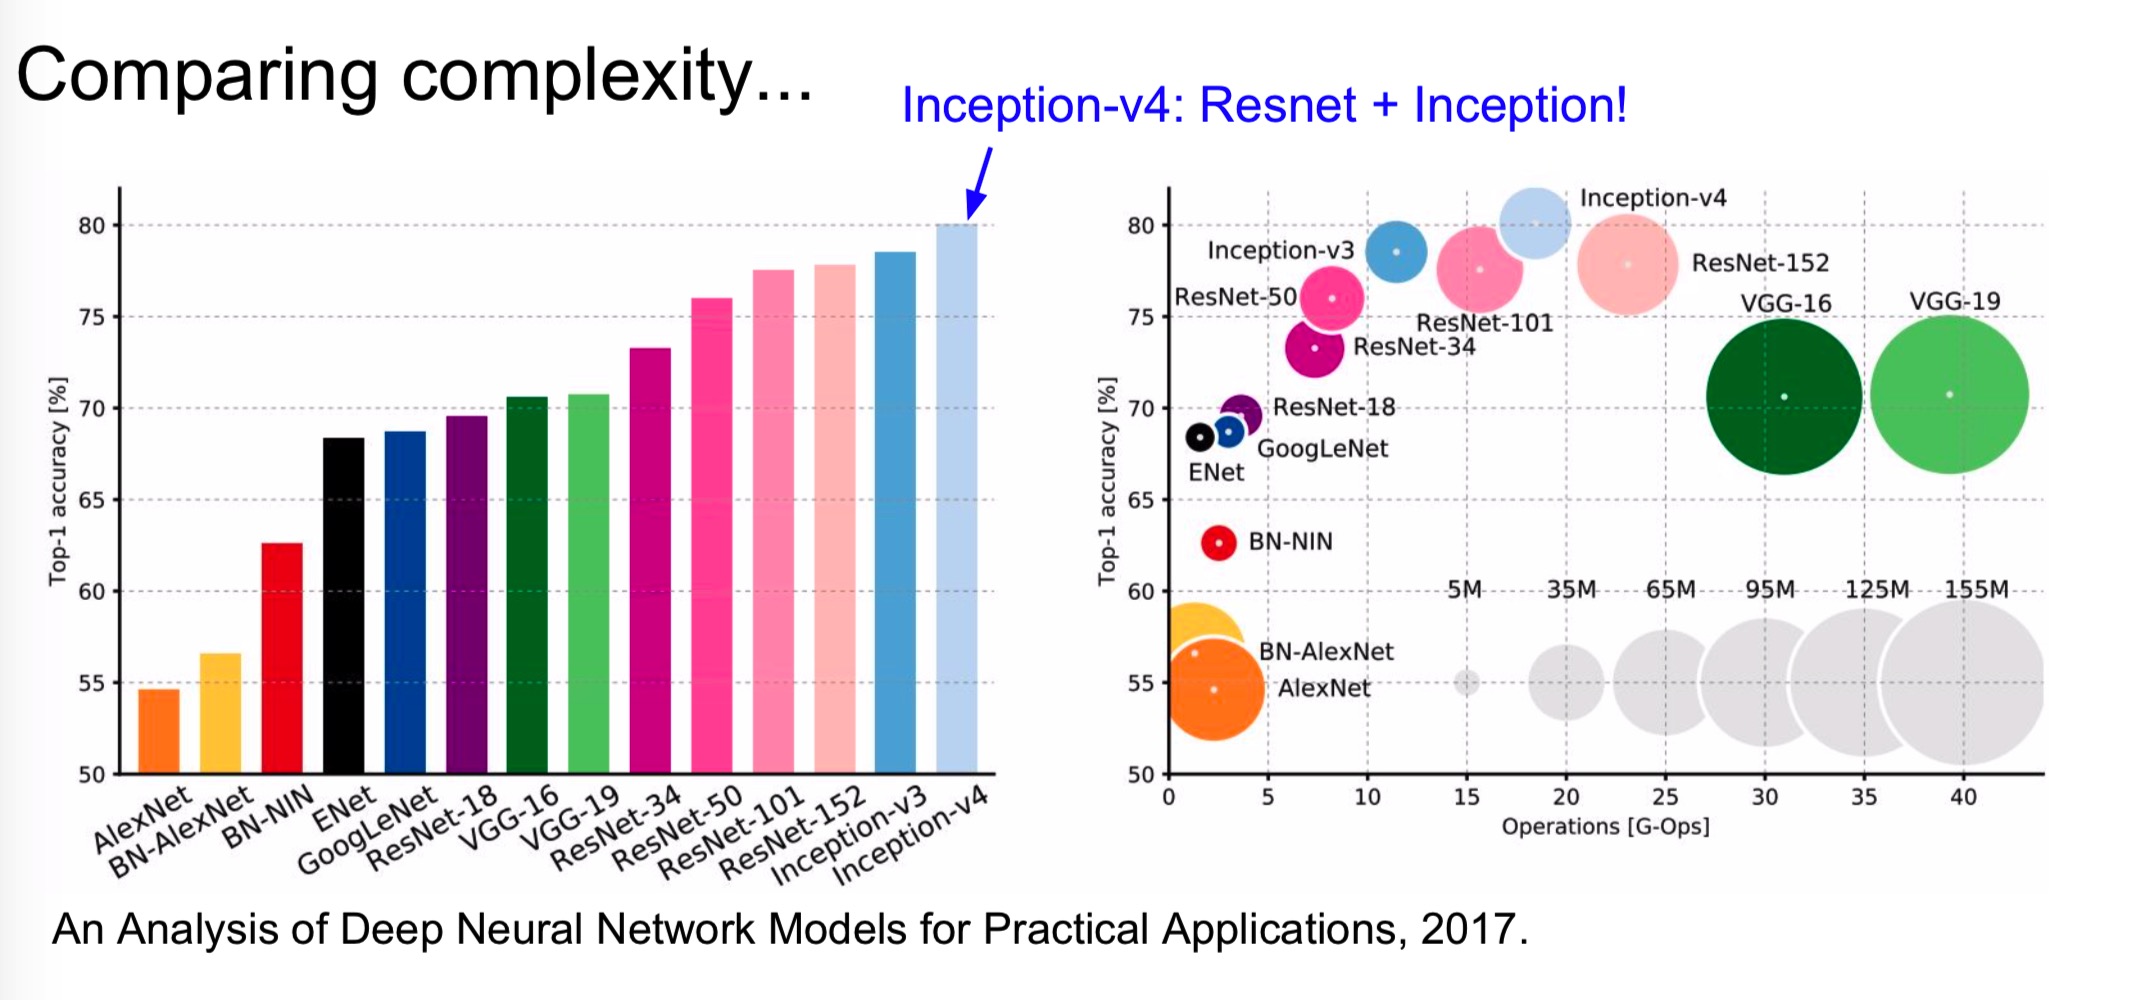 Comparing complexity...
Inception-v4: Resnet + Inception!
80
75
70
65
60
55
50
Top-1 accuracy [%]
AlexNet
BN-AlexNet
BN-NIN
ENet
GoogLeNet
ResNet-18
VGG-16
VGG-19
ResNet-34
ResNet-50
ResNet-101
ResNet-152
Inception-v3
Inception-v4
80
75
70
65
60
55
50
Top-1 accuracy [%]
Inception-v4
Inception-v3
ResNet-152
ResNet-50
VGG-16
VGG-19
ResNet-101
ResNet-34
ResNet-18
GoogLeNet
ENet
BN-NIN
5M
35M
65M
95M
125M
155M
BN-AlexNet
AlexNet
0
5
10
15
20
25
30
35
40
Operations [G-Ops]
An Analysis of Deep Neural Network Models for Practical Applications, 2017.